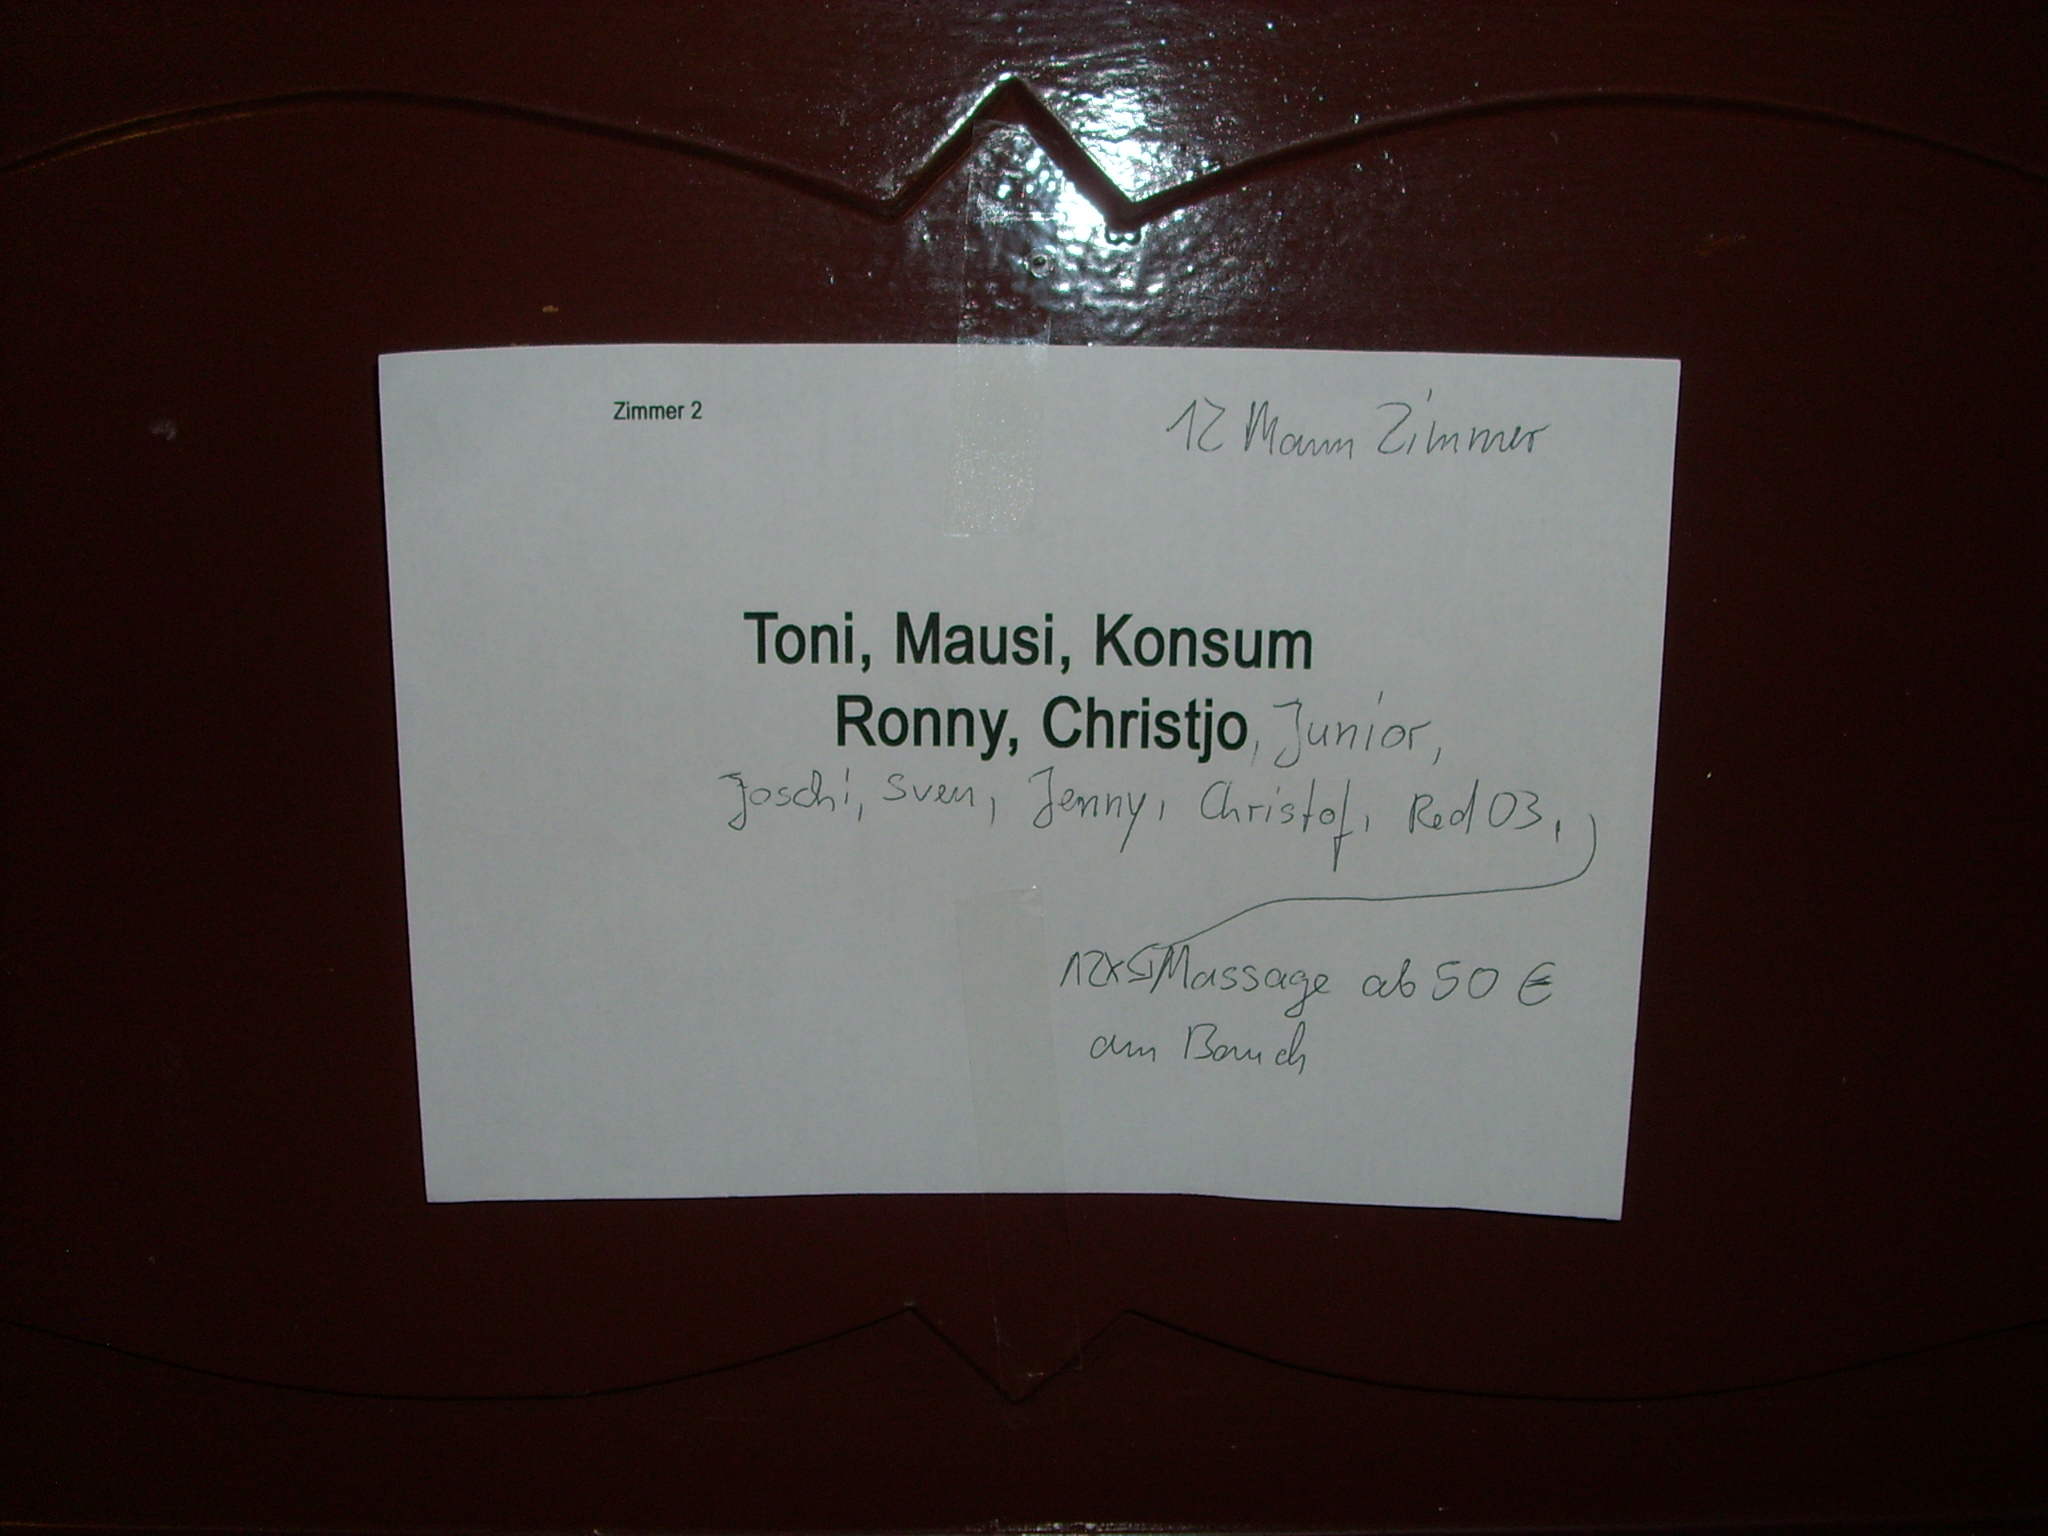 Zimmer 2
12 Mann Zimmer
Toni, Mausi, Konsum
Ronny, Christjo, Junior,
Joschi, Sven, Jenny, Christof, Red 03,
Massage ab 50 €
am Bauch